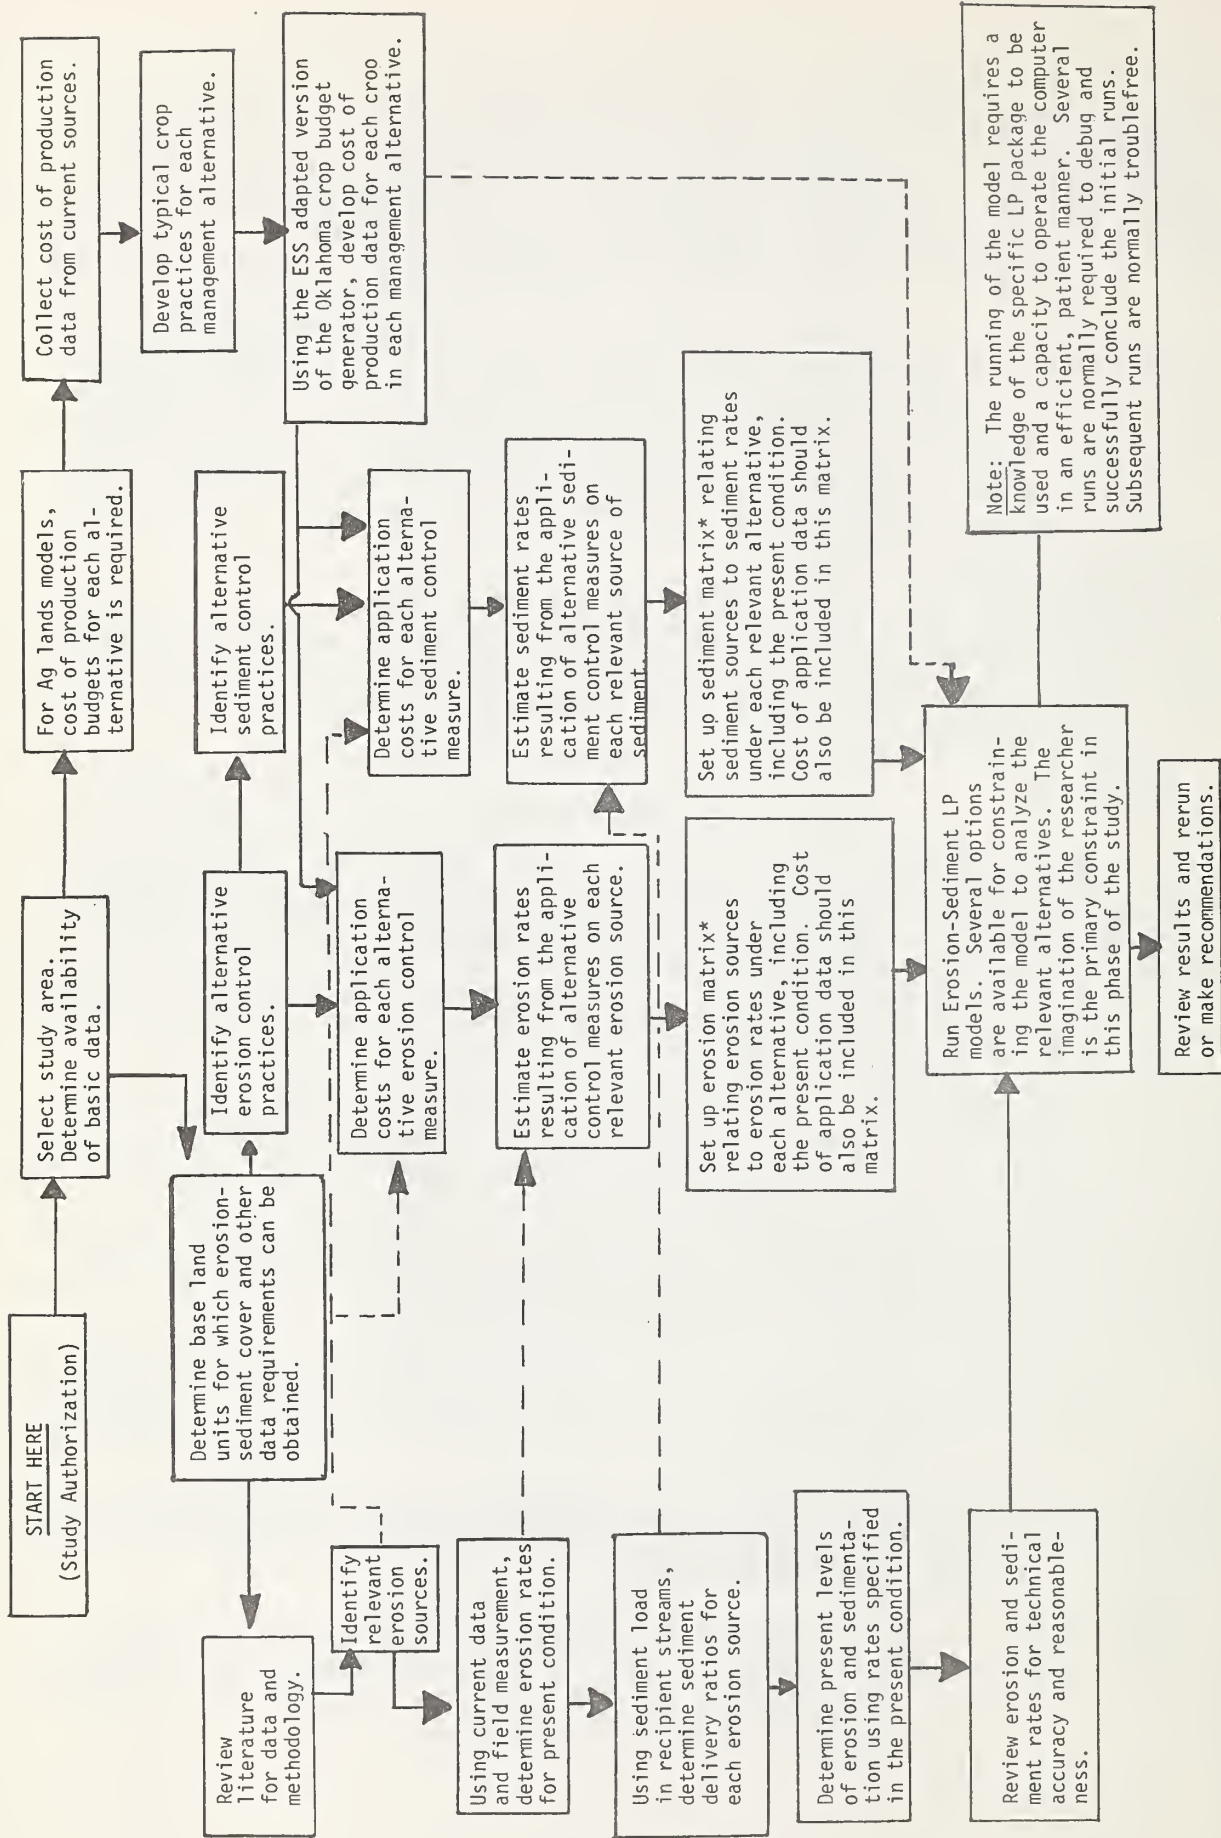 START HERE
(Study Authorization)
Select study area.
Determine availability
of basic data.
For Ag lands models,
cost of production
budgets for each al-
ternative is required.
Collect cost of production
data from current sources.
Develop typical crop
practices for each
management alternative.
Using the ESS adapted version
of the Oklahoma crop budget
generator, develop cost of
production data for each crop
in each management alternative.
Determine base land
units for which erosion-
sediment cover and other
data requirements can be
obtained.
Identify alternative
erosion control
practices.
Identify alternative
sediment control
practices.
Review
literature
for data and
methodology.
Identify
relevant
erosion
sources.
Determine application
costs for each alterna-
tive erosion control
measure.
Determine application
costs for each alterna-
tive sediment control
measure.
Using current data
and field measurement,
determine erosion rates
for present condition.
Estimate erosion rates
resulting from the appli-
cation of alternative
control measures on each
relevant erosion source.
Estimate sediment rates
resulting from the appli-
cation of alternative sedi-
ment control measures on
each relevant source of
sediment.
Using sediment load
in recipient streams,
determine sediment
delivery ratios for
each erosion source.
Set up erosion matrix*
relating erosion sources
to erosion rates under
each alternative, including
the present condition. Cost
of application data should
also be included in this
matrix.
Set up sediment matrix* relating
sediment sources to sediment rates
under each relevant alternative,
including the present condition.
Cost of application data should
also be included in this matrix.
Determine present levels
of erosion and sedimenta-
tion using rates specified
in the present condition.
Review erosion and sedi-
ment rates for technical
accuracy and reasonable-
ness.
Run Erosion-Sediment LP
models. Several options
are available for constrain-
ing the model to analyze the
relevant alternatives. The
imagination of the researcher
is the primary constraint in
this phase of the study.
Note: The running of the model requires a
knowledge of the specific LP package to be
used and a capacity to operate the computer
in an efficient, patient manner. Several
runs are normally required to debug and
successfully conclude the initial runs.
Subsequent runs are normally troublefree.
Review results and rerun
or make recommendations.